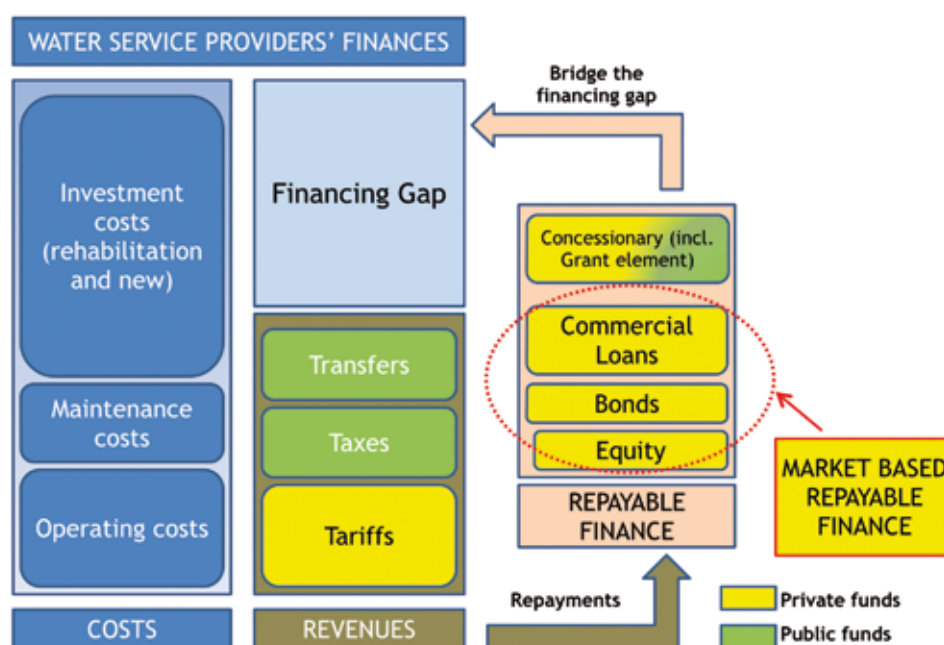 WATER SERVICE PROVIDERS’ FINANCES
Bridge the
financing gap
Investment
costs
(rehabilitation
and new)
Maintenance
costs
Operating costs
COSTS
Financing Gap
Transfers
Taxes
Tariffs
REVENUES
Concessionary (incl.
Grant element)
Commercial
Loans
Bonds
Equity
REPAYABLE
FINANCE
Repayments
MARKET BASED
REPAYABLE
FINANCE
Private funds
Public funds